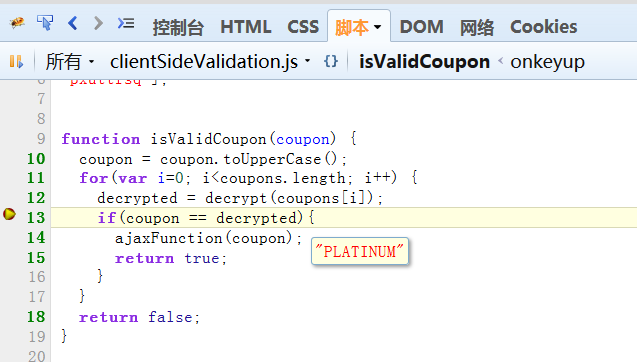 控制台 HTML CSS 脚本 DOM 网络 Cookies
所有 clientSideValidation.js {} isValidCoupon < onkeyup
7
8
9 function isValidCoupon(coupon) {
10 coupon = coupon.toUpperCase();
11 for(var i=0; i<coupons.length; i++) {
12 decrypted = decrypt(coupons[i]);
13 if(coupon == decrypted){
14 ajaxFunction(coupon);
"PLATINUM"
15 return true;
16 }
17 }
18 return false;
19 }
20